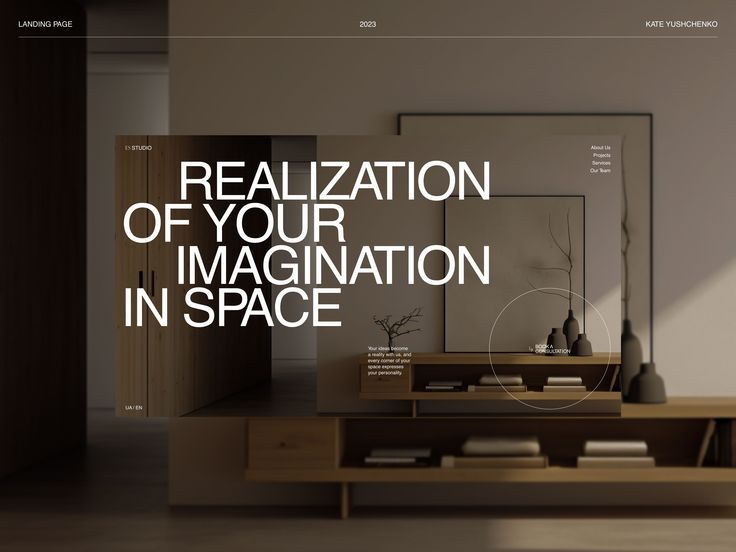 LANDING PAGE
2023
KATE YUSHCHENKO
ES STUDIO
About Us
Projects
Services
Our Team
REALIZATION
OF YOUR
IMAGINATION
IN SPACE
Your ideas become
a reality with us, and
every corner of your
space expresses
your personality.
BOOK A
CONSULTATION
UA / EN